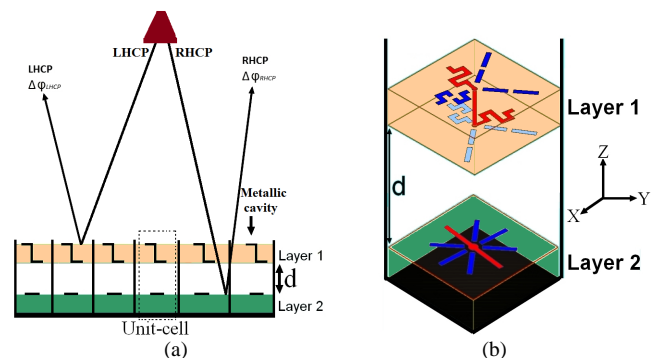 LHCP
Δφ_LHCP
LHCP RHCP
RHCP
Δφ_RHCP
Metallic
cavity
Layer 1
d
Layer 2
Unit-cell
(a)
Layer 1
d
Z
Y
X
Layer 2
(b)